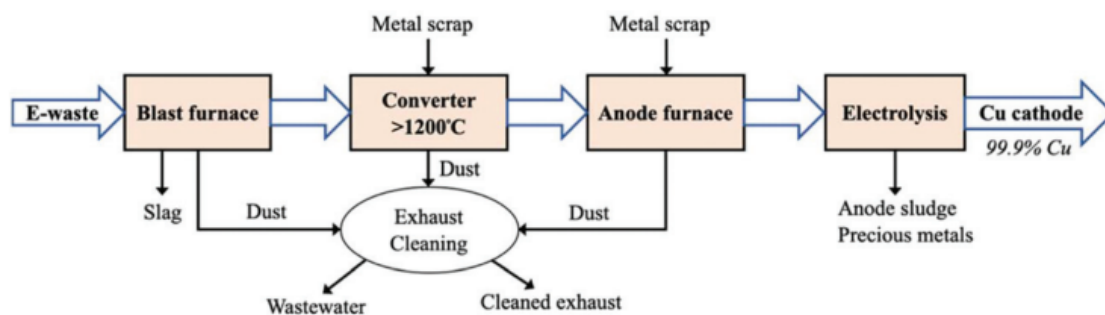 Metal scrap
Metal scrap
E-waste
Blast furnace
Converter
>1200°C
Anode furnace
Electrolysis
Cu cathode
99.9% Cu
Slag
Dust
Dust
Dust
Exhaust
Cleaning
Anode sludge
Precious metals
Wastewater
Cleaned exhaust